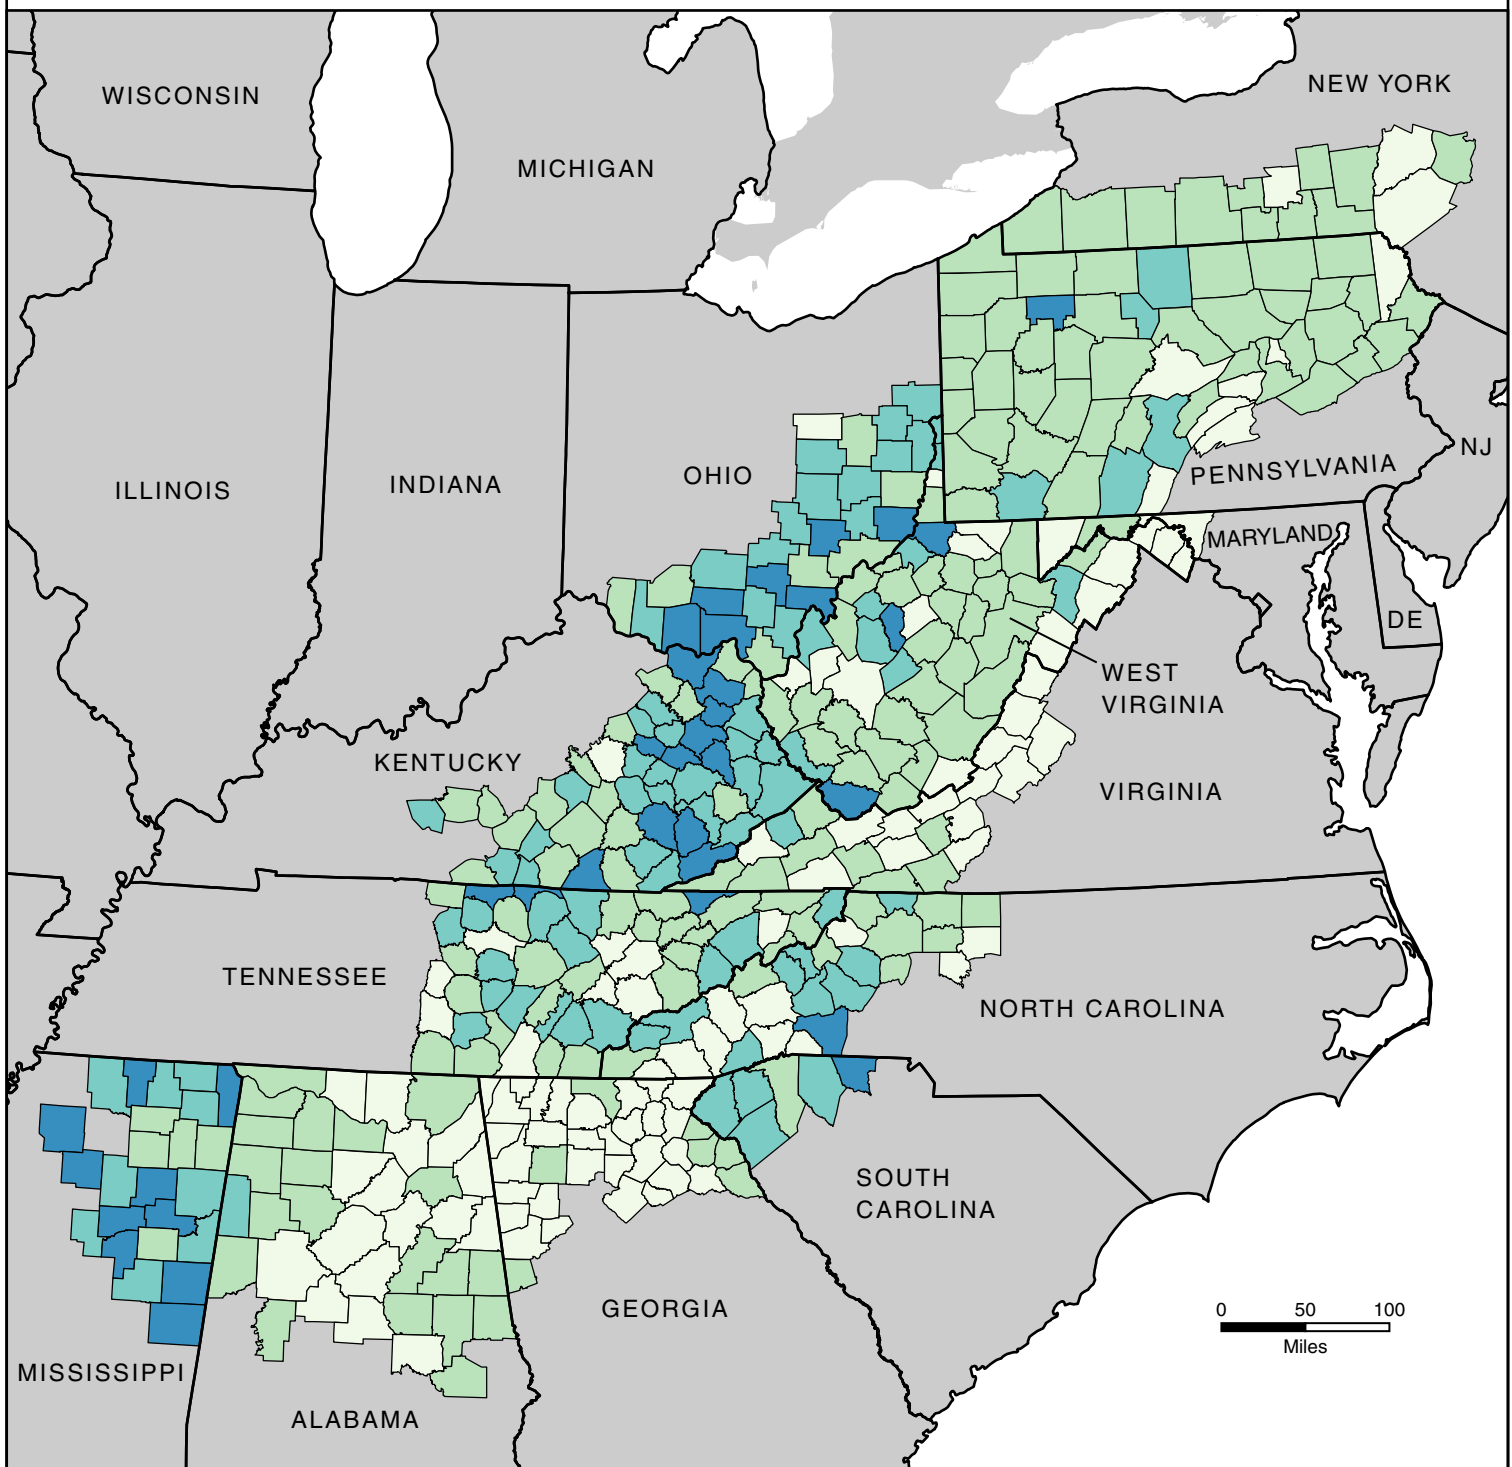 WISCONSIN
NEW YORK
MICHIGAN
ILLINOIS
INDIANA
OHIO
PENNSYLVANIA
NJ
MARYLAND
DE
WEST
VIRGINIA
KENTUCKY
VIRGINIA
TENNESSEE
NORTH CAROLINA
SOUTH
CAROLINA
GEORGIA
MISSISSIPPI
ALABAMA
0 50 100
Miles